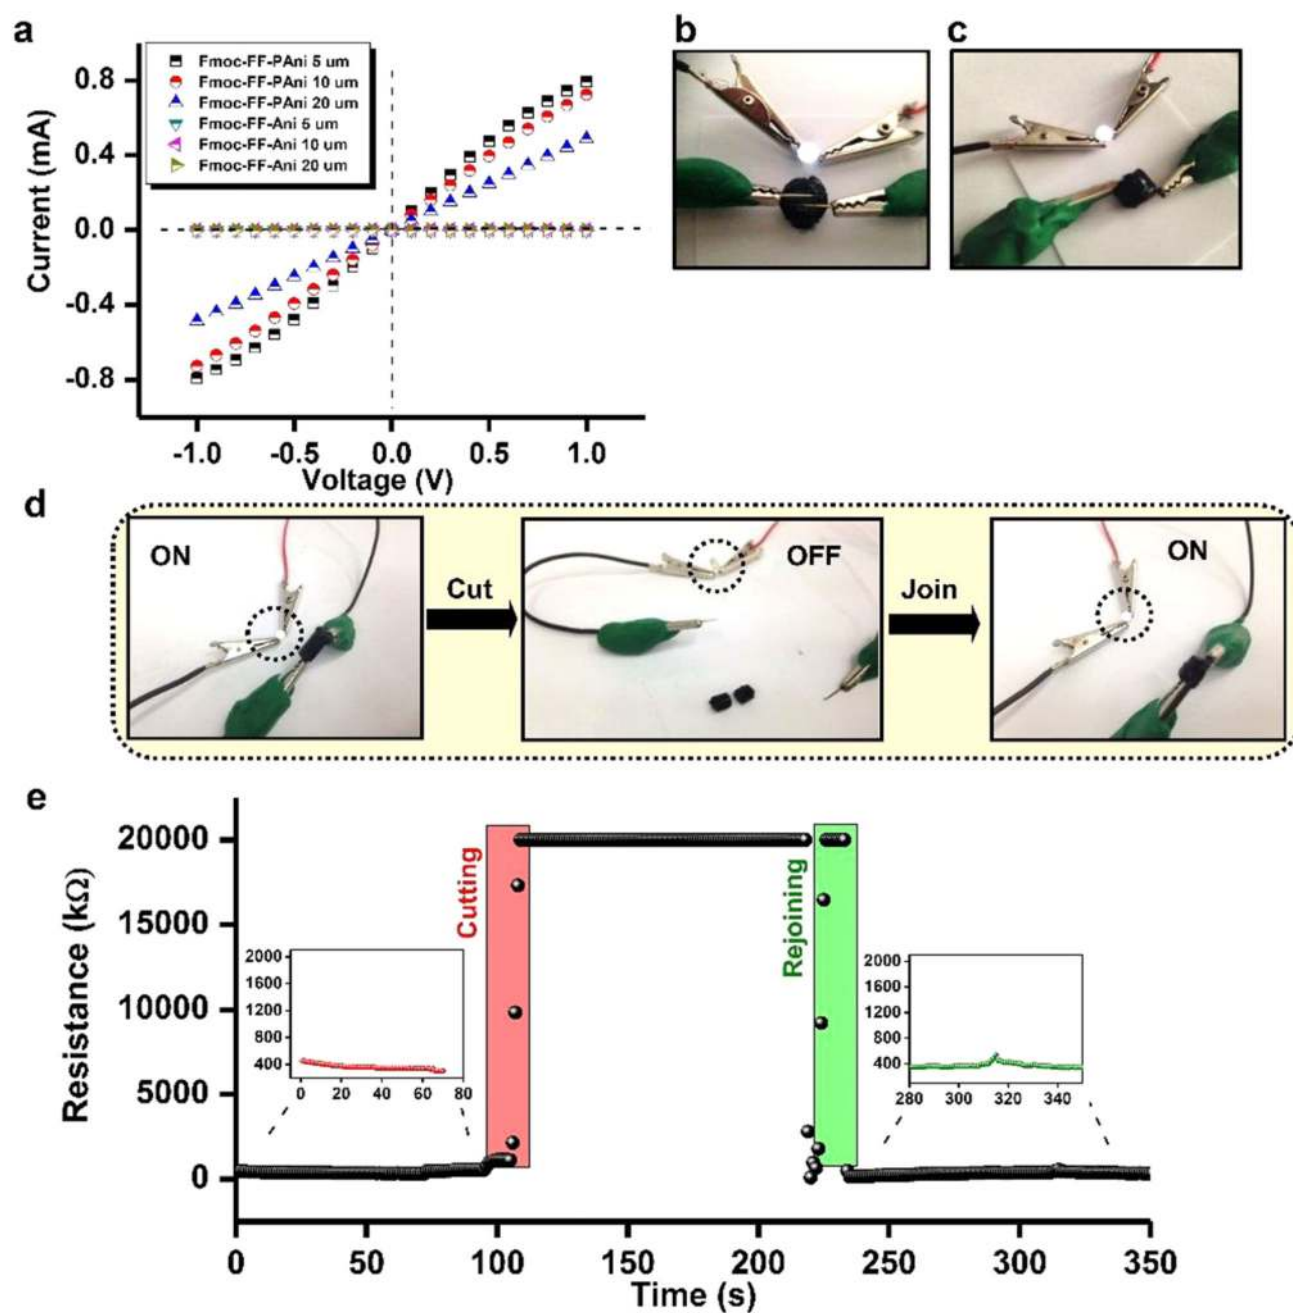 a
Fmoc-FF-PAni 5 um
Fmoc-FF-PAni 10 um
Fmoc-FF-PAni 20 um
Fmoc-FF-Ani 5 um
Fmoc-FF-Ani 10 um
Fmoc-FF-Ani 20 um
Current (mA)
0.8
0.4
0.0
-0.4
-0.8
-1.0 -0.5 0.0 0.5 1.0
Voltage (V)
b
c
d
ON
Cut
OFF
Join
ON
e
Resistance (kΩ)
20000
15000
10000
5000
0
Cutting
Rejoining
2000
1600
1200
800
400
0 20 40 60 80
2000
1600
1200
800
400
280 300 320 340
0 50 100 150 200 250 300 350
Time (s)